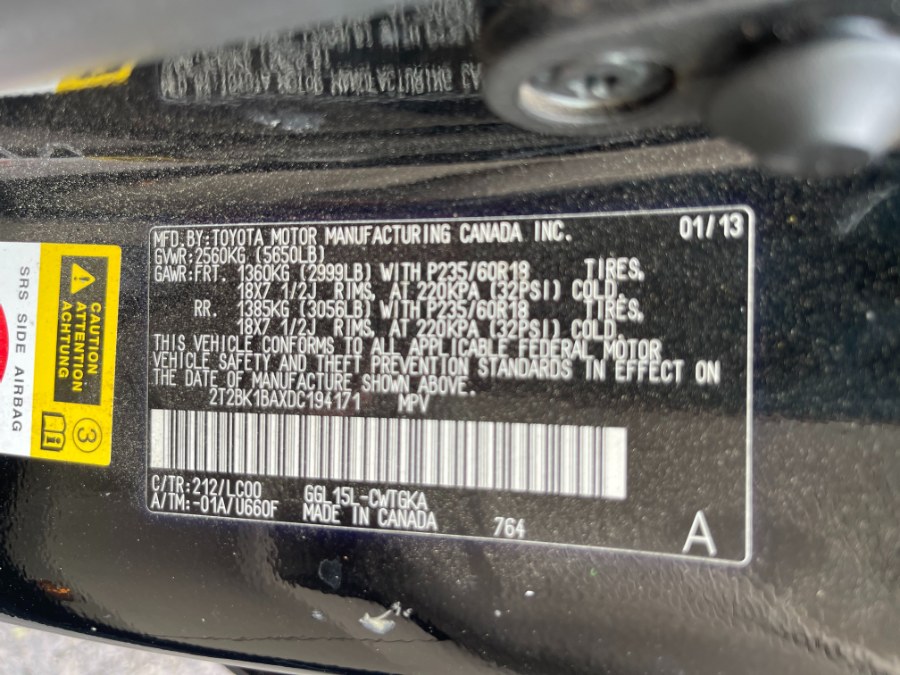 MFD.BY:TOYOTA MOTOR MANUFACTURING CANADA INC. 01/13
GVWR:2560KG (5650LB)
GAWR:FRT. 1360KG (2999LB) WITH P235/60R18 TIRES,
18X7 1/2J RIMS, AT 220KPA (32PSI) COLD.
RR. 1385KG (3056LB) WITH P235/60R18 TIRES,
18X7 1/2J RIMS, AT 220KPA (32PSI) COLD.
THIS VEHICLE CONFORMS TO ALL APPLICABLE FEDERAL MOTOR
VEHICLE SAFETY AND THEFT PREVENTION STANDARDS IN EFFECT ON
THE DATE OF MANUFACTURE SHOWN ABOVE.
2T2BK1BAXDC194171 MPV
C/TR:212/LC00 GGL15L-CWTGKA
A/TM:-01A/U660F MADE IN CANADA 764 A
CAUTION
ATTENTION
ACHTUNG
3
SRS SIDE AIRBAG